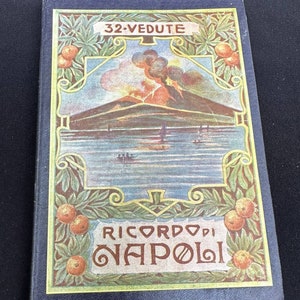 32-VEDUTE
RICORDO DI
NAPOLI